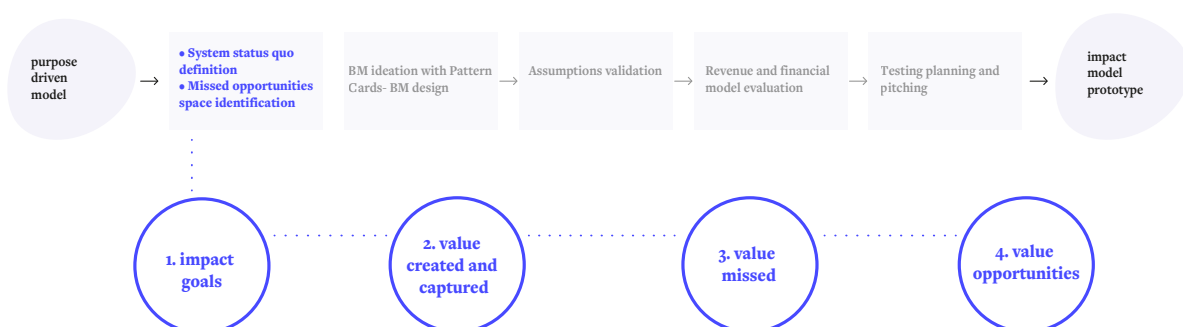 purpose
driven
model
• System status quo
definition
• Missed opportunities
space identification
BM ideation with Pattern
Cards- BM design
Assumptions validation
Revenue and financial
model evaluation
Testing planning and
pitching
impact
model
prototype
1. impact
goals
2. value
created and
captured
3. value
missed
4. value
opportunities